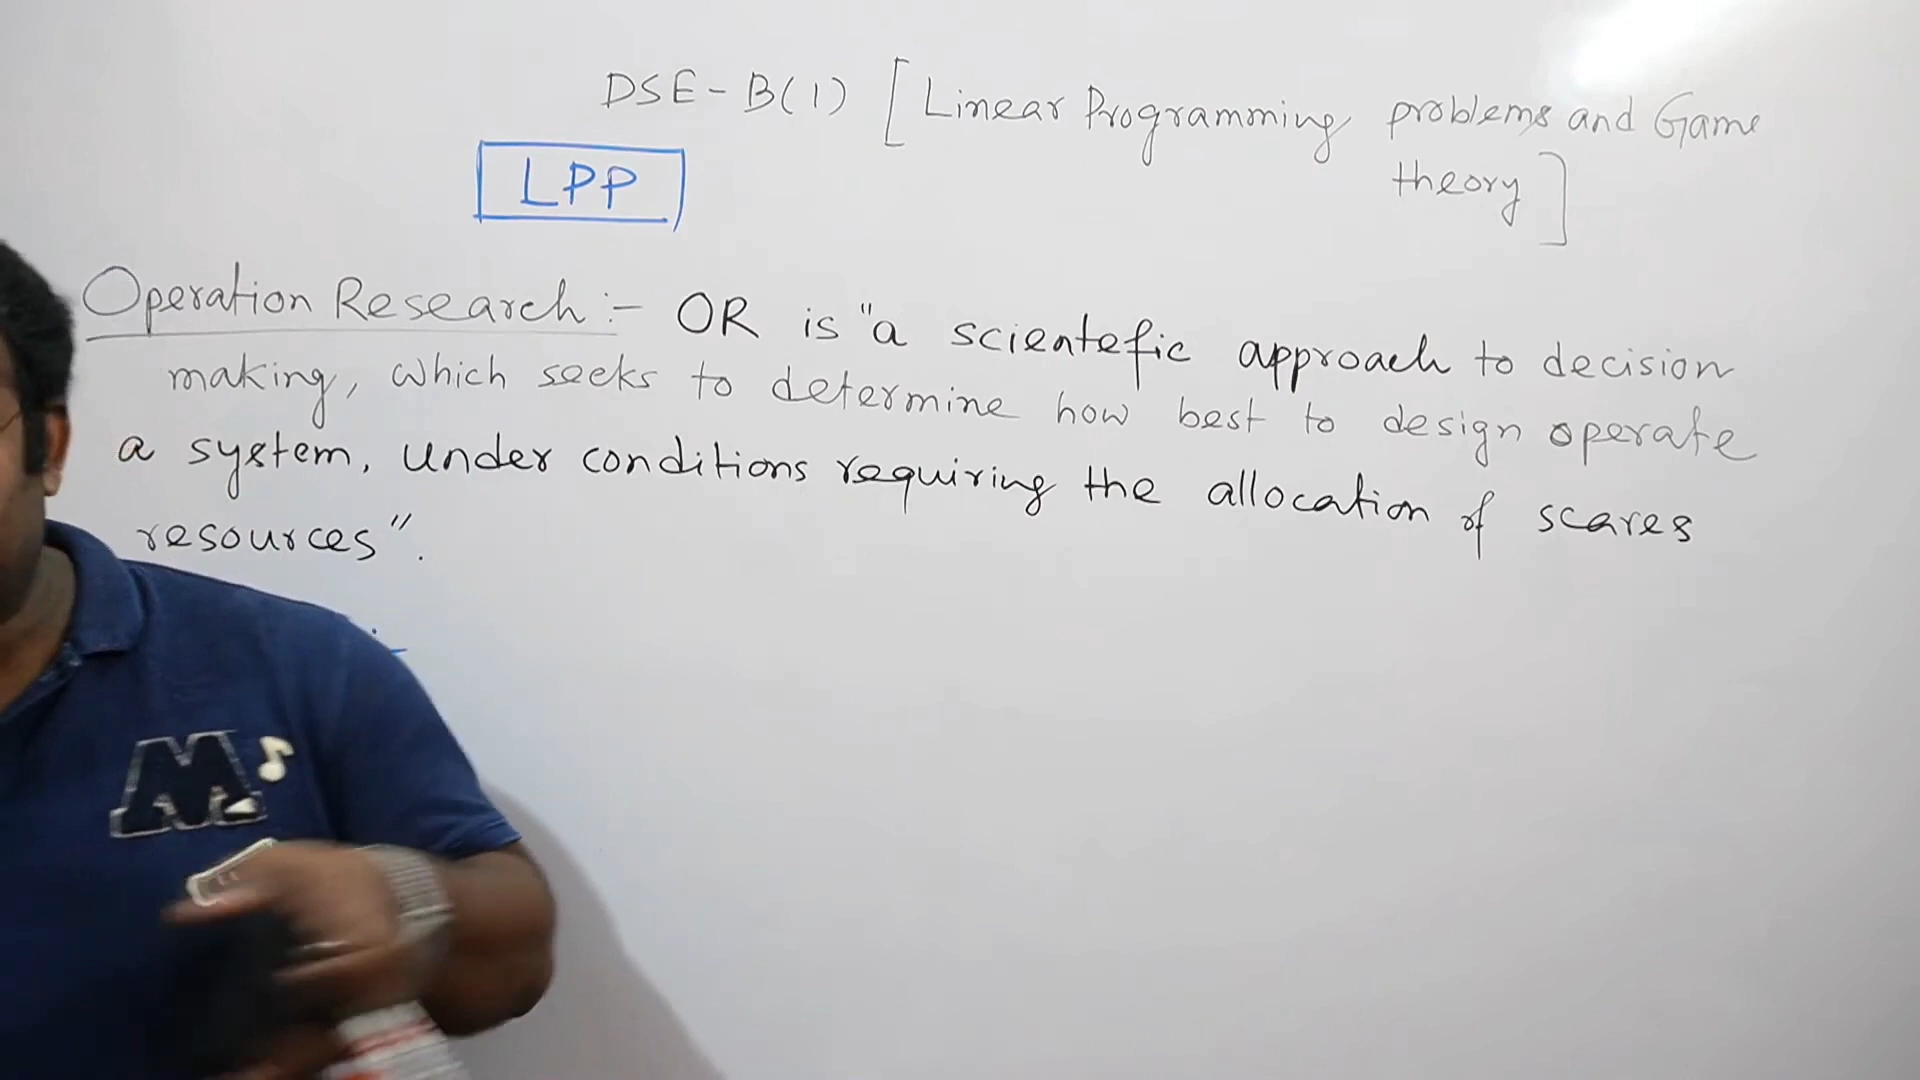 DSE - B(1) [Linear Programming problems and Game
theory]
LPP
Operation Research :- OR is "a scientefic approach to decision
making, which seeks to determine how best to design operate
a system, under conditions requiring the allocation of scares
resources".
M